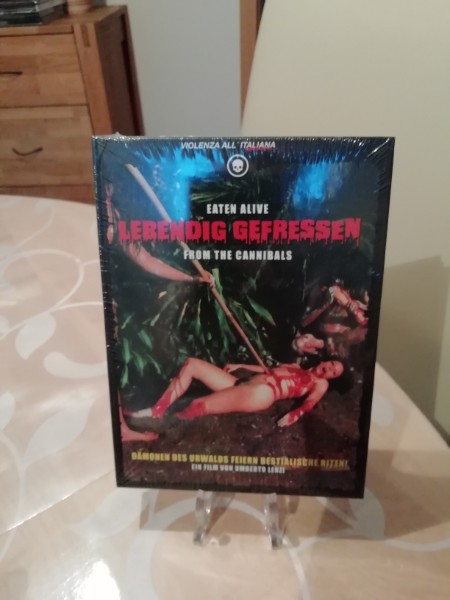 VIOLENZA ALL'ITALIANA
EATEN ALIVE
LEBENDIG GEFRESSEN
FROM THE CANNIBALS
DÄMONEN DES URWALDS FEIERN BESTIALISCHE RITEN!
EIN FILM VON UMBERTO LENZI